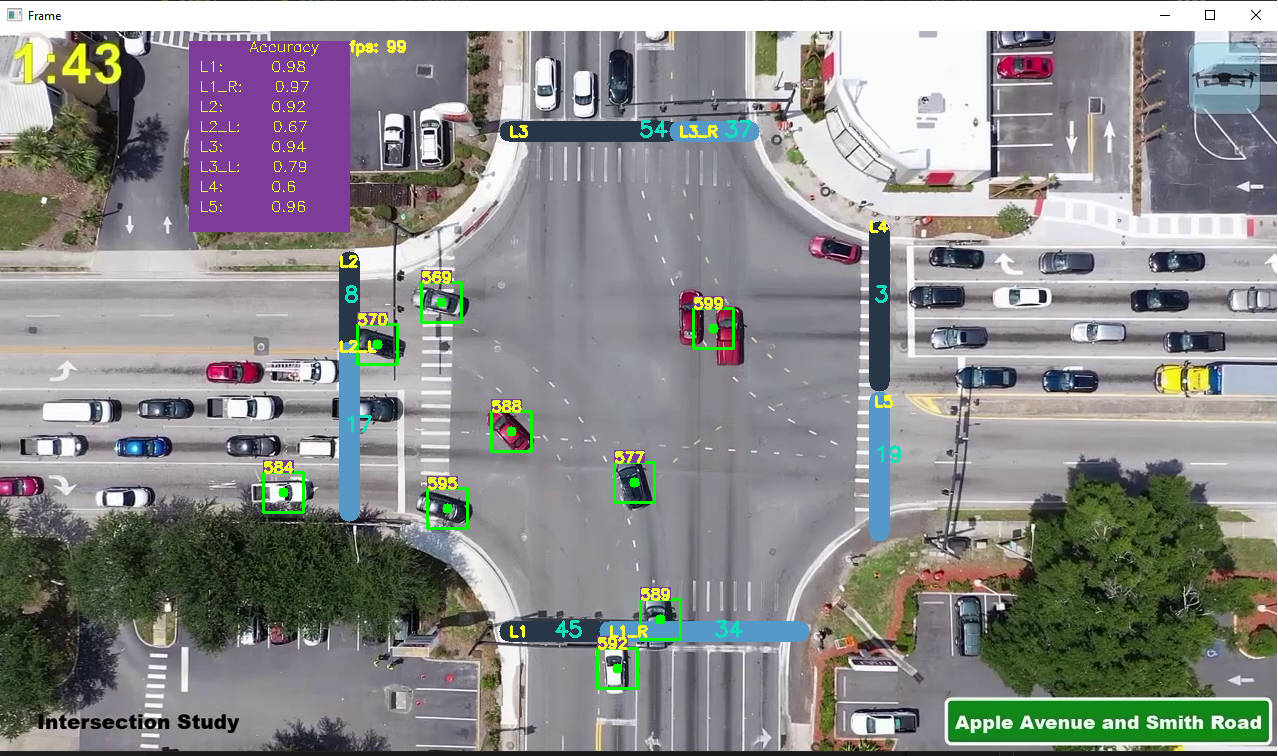 Frame
1:43
Accuracy
fps: 99
L1: 0.98
L1_R: 0.97
L2: 0.92
L2_L: 0.67
L3: 0.94
L3_L: 0.79
L4: 0.6
L5: 0.96
L3 54 L3_R 37
L4
L2
569
8
3
599
570
L2_L
L5
588
17
577
19
584
595
589
L1 45 L1_R 34
592
Intersection Study
Apple Avenue and Smith Road